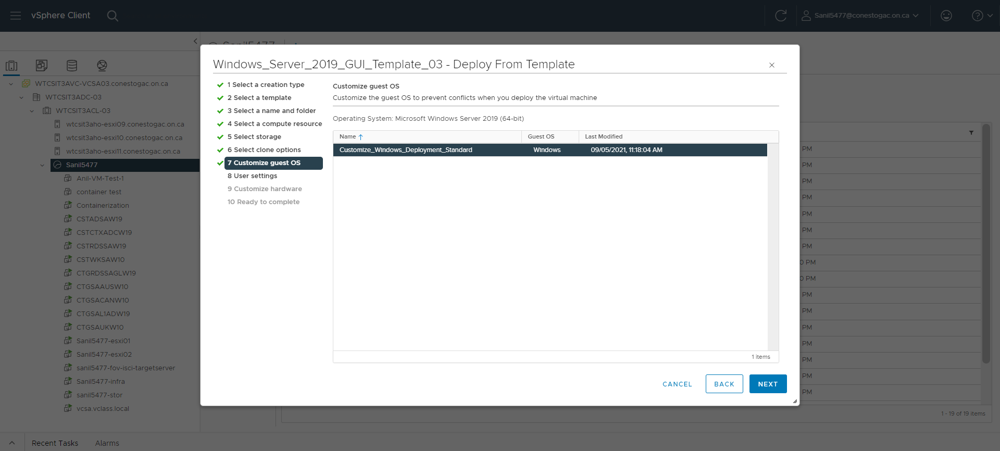 vSphere Client
Sanil5477@conestogac.on.ca
Sanil5477
WTCSIT3AVC-VCSA03.conestogac.on.ca
WTCSIT3ADC-03
WTCSIT3ACL-03
wtcsit3aho-esxi09.conestogac.on.ca
wtcsit3aho-esxi10.conestogac.on.ca
wtcsit3aho-esxi11.conestogac.on.ca
Sanil5477
Anil-VM-Test-1
container test
Containerization
CSTADSAW19
CSTCTXADCW19
CSTRDSSAW19
CSTWKSAW10
CTGRDSSAGLW19
CTGSAAUSW10
CTGSACANW10
CTGSAL1ADW19
CTGSAUKW10
Sanil5477-esxi01
Sanil5477-esxi02
sanil5477-fov-isci-targetserver
Sanil5477-infra
sanil5477-stor
vcsa.vclass.local
Windows_Server_2019_GUI_Template_03 - Deploy From Template
1 Select a creation type
2 Select a template
3 Select a name and folder
4 Select a compute resource
5 Select storage
6 Select clone options
7 Customize guest OS
8 User settings
9 Customize hardware
10 Ready to complete
Customize guest OS
Customize the guest OS to prevent conflicts when you deploy the virtual machine
Operating System: Microsoft Windows Server 2019 (64-bit)
Name Guest OS Last Modified
Customize_Windows_Deployment_Standard Windows 09/05/2021, 11:18:04 AM
1 items
CANCEL BACK NEXT
PM
PM
PM
PM
PM
PM
PM
0 PM
0 PM
PM
PM
PM
PM
PM
PM
PM
1 - 19 of 19 items
Recent Tasks Alarms